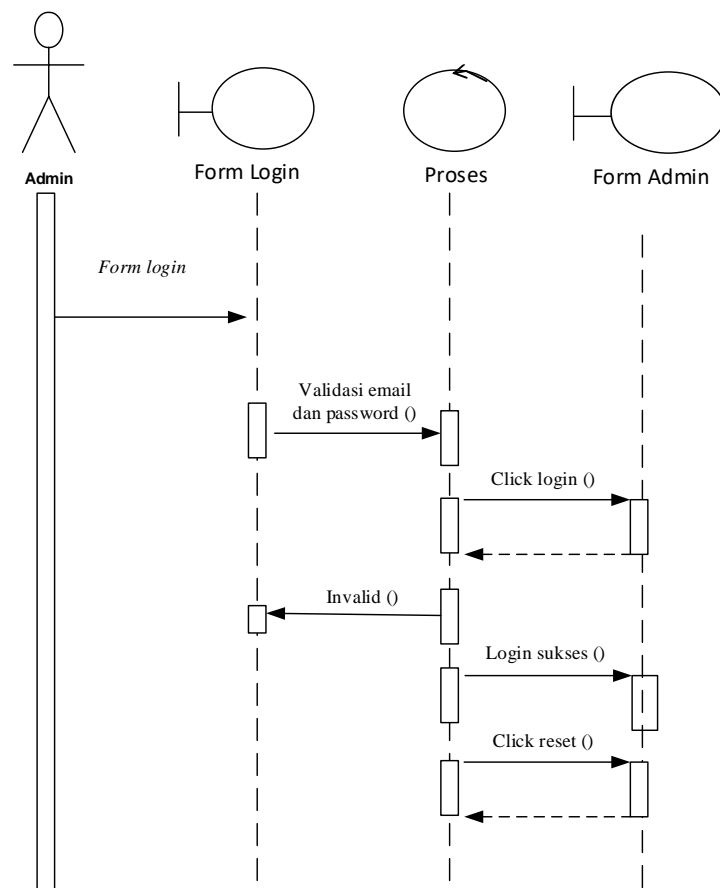 Admin
Form Login
Proses
Form Admin
Form login
Validasi email
dan password ()
Click login ()
Invalid ()
Login sukses ()
Click reset ()